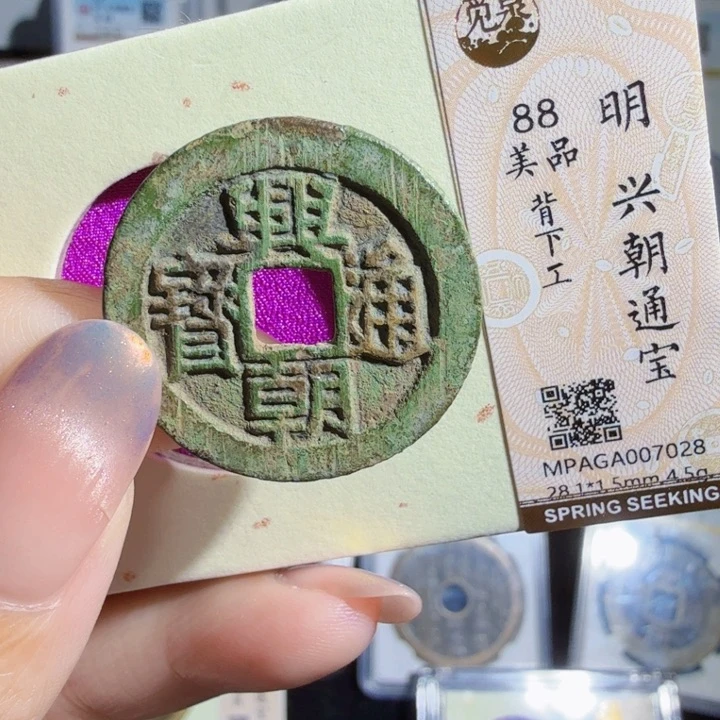 興朝通寶
觅泉
明 兴朝通宝
88
美品
背下工
MPAGA007028
28.1*1.5mm 4.5g
SPRING SEEKING